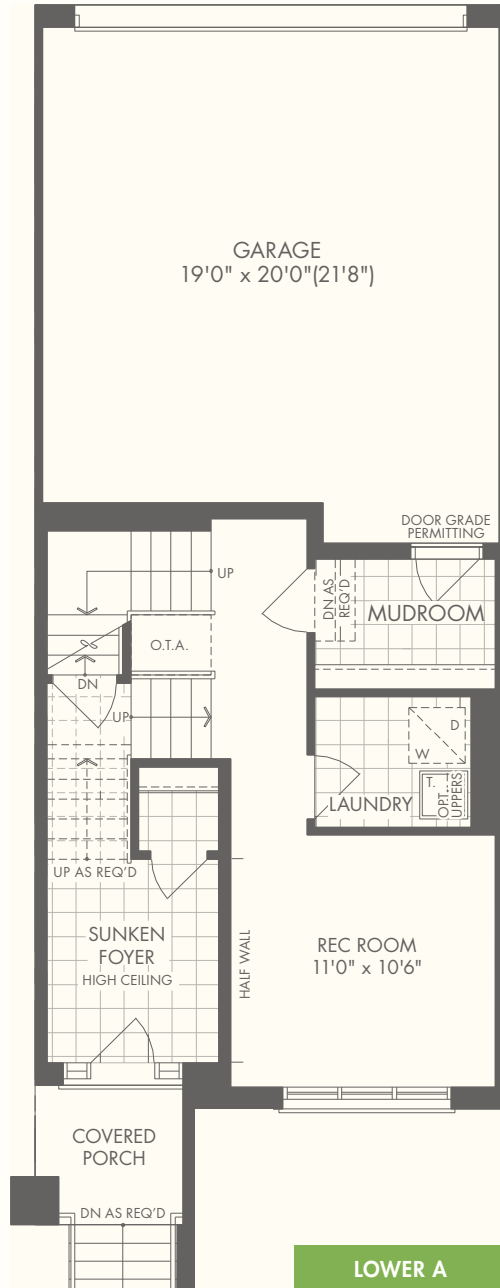 GARAGE
19'0" x 20'0"(21'8")
DOOR GRADE
PERMITTING
UP
DN AS
REQ'D
MUDROOM
O.T.A.
DN
UP
D
W
T.
OPT.
UPPERS
LAUNDRY
UP AS REQ'D
SUNKEN
FOYER
HIGH CEILING
HALF WALL
REC ROOM
11'0" x 10'6"
COVERED
PORCH
DN AS REQ'D
LOWER A